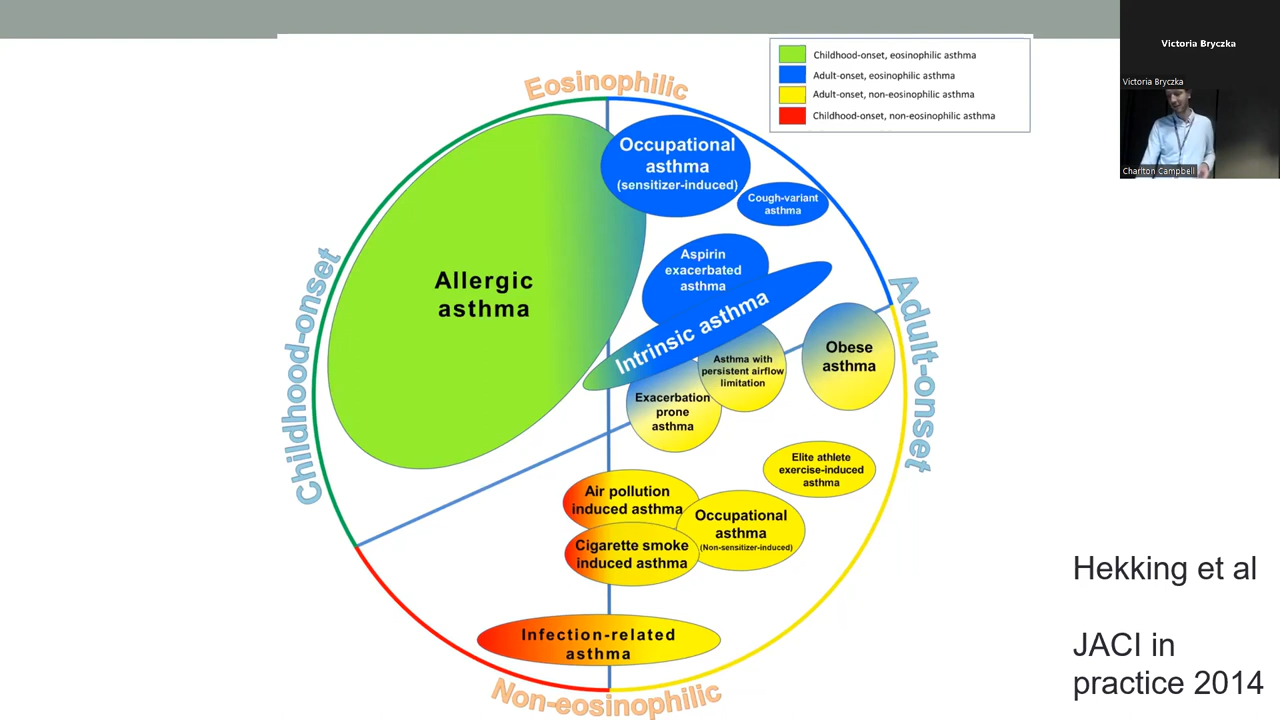 Eosinophilic
Childhood-onset, eosinophilic asthma
Adult-onset, eosinophilic asthma
Adult-onset, non-eosinophilic asthma
Childhood-onset, non-eosinophilic asthma
Victoria Bryczka
Victoria Bryczka
Charlton Campbell
Childhood-onset
Adult-onset
Allergic
asthma
Occupational
asthma
(sensitizer-induced)
Cough-variant
asthma
Aspirin
exacerbated
asthma
Intrinsic asthma
Asthma with
persistent airflow
limitation
Obese
asthma
Exacerbation
prone
asthma
Elite athlete
exercise-induced
asthma
Air pollution
induced asthma
Occupational
asthma
(Non-sensitizer-induced)
Cigarette smoke
induced asthma
Infection-related
asthma
Non-eosinophilic
Hekking et al
JACI in
practice 2014